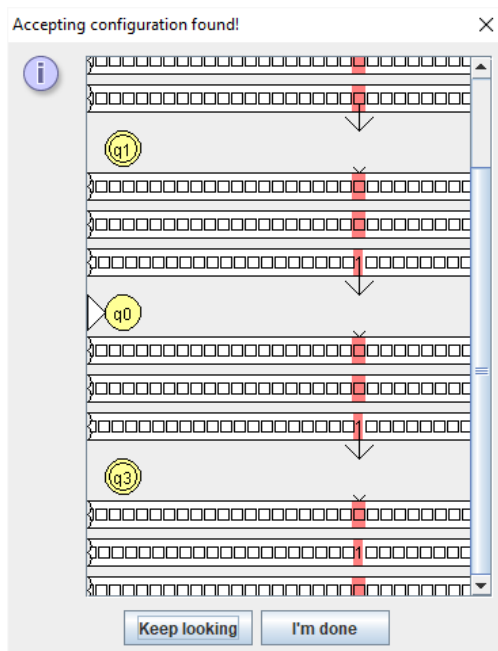 Accepting configuration found!
i
q1
1
q0
1
q3
1
Keep looking
I'm done